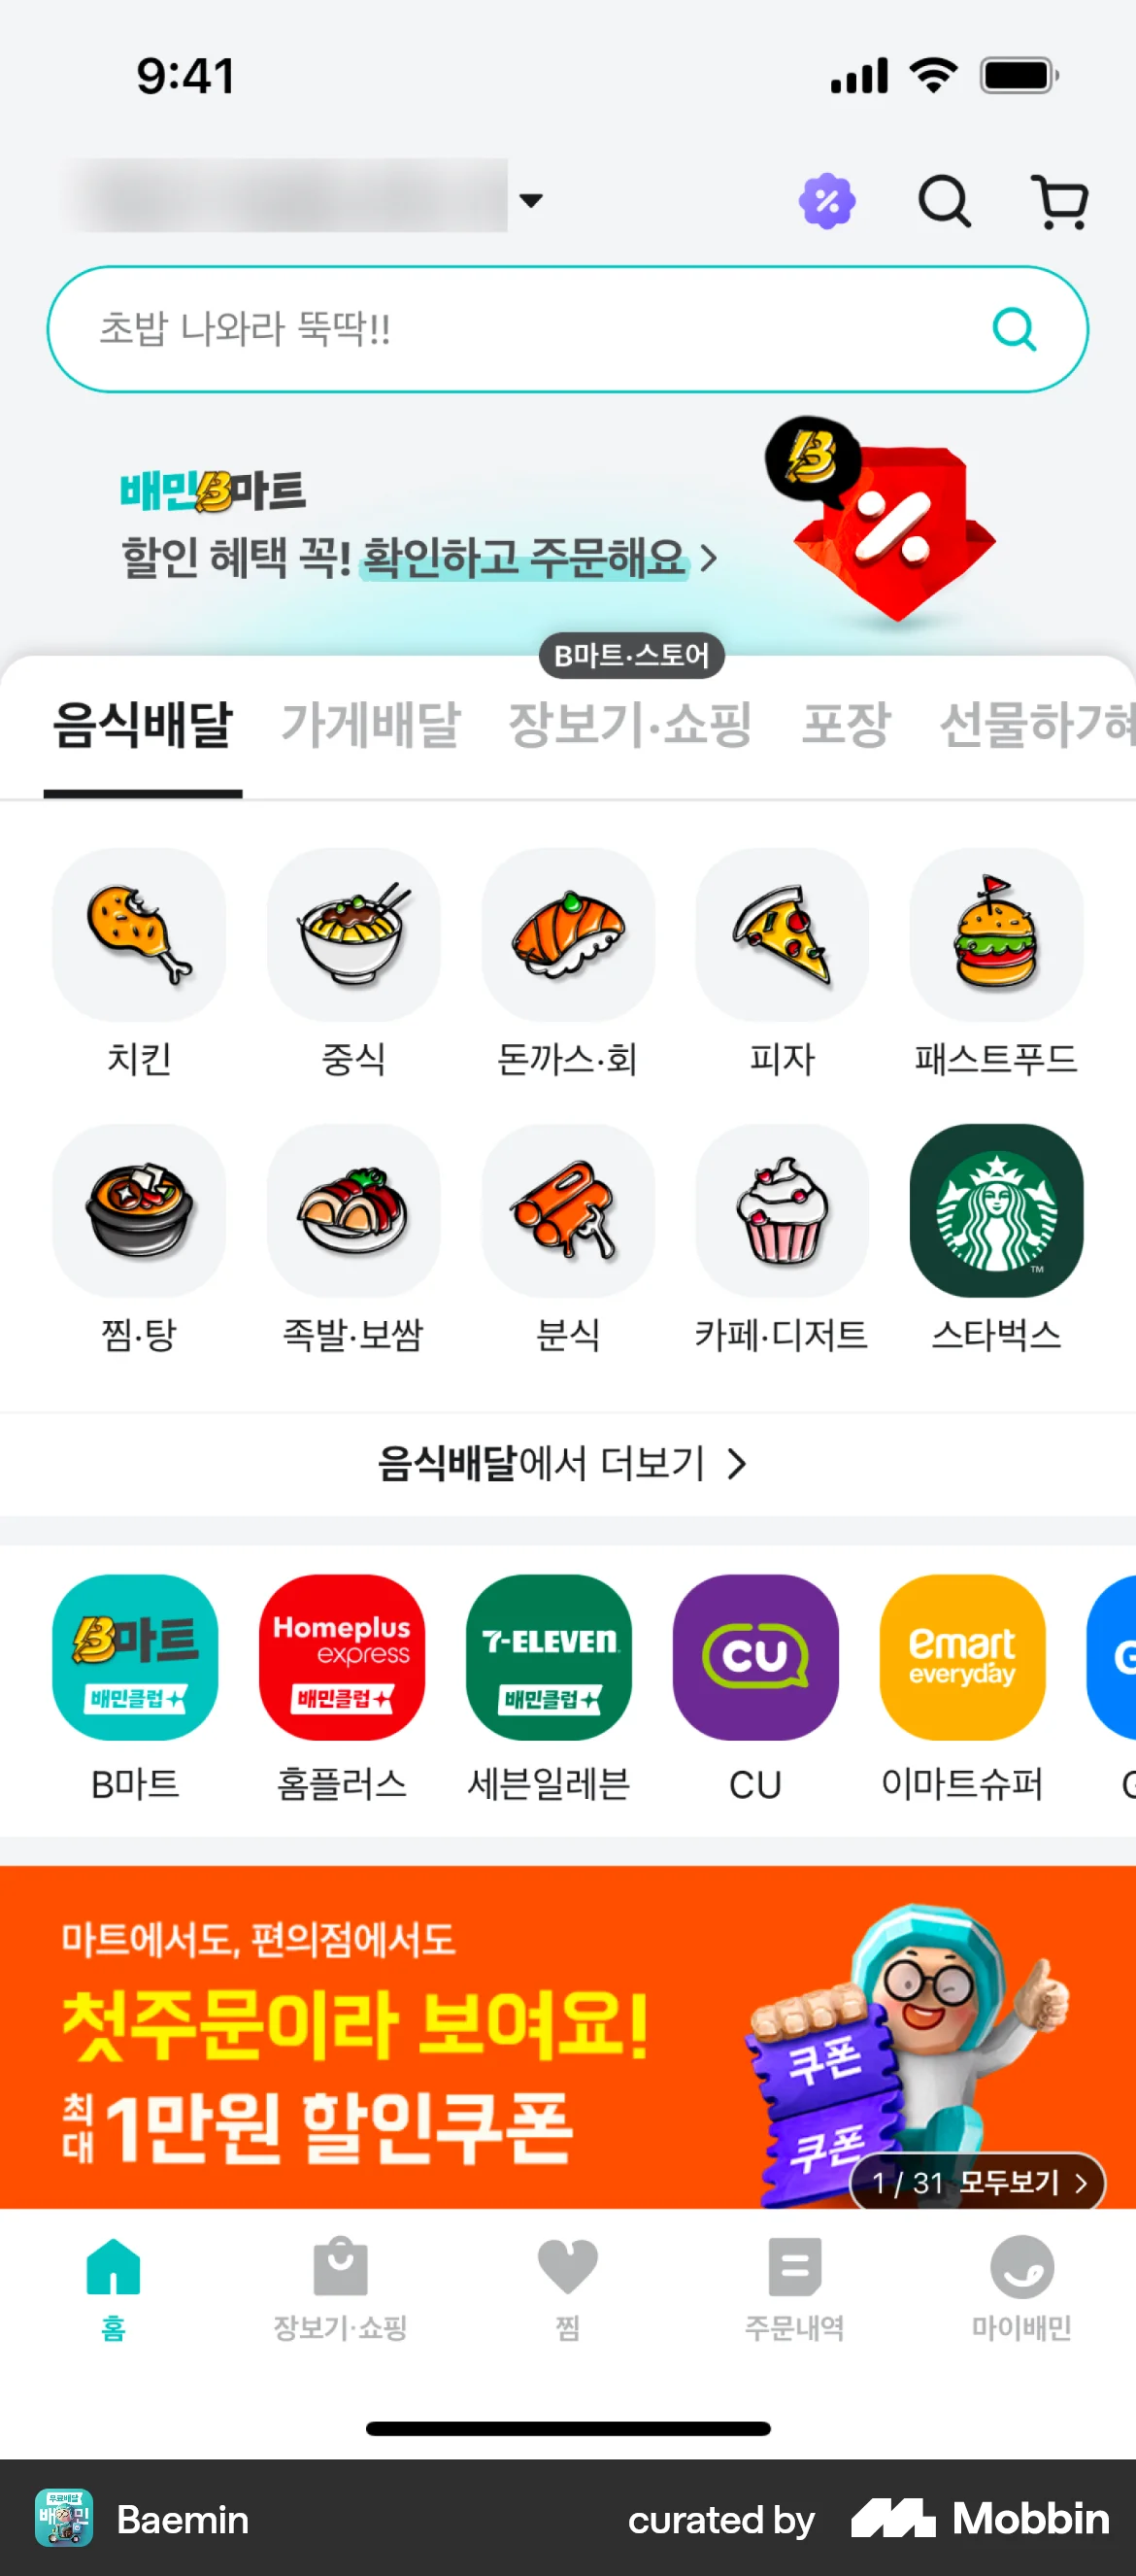 9:41
초밥 나와라 뚝딱!!
배민B마트
할인 혜택 꼭! 확인하고 주문해요
B마트·스토어
음식배달 가게배달 장보기·쇼핑 포장 선물하기
치킨 중식 돈까스·회 피자 패스트푸드
찜·탕 족발·보쌈 분식 카페·디저트 스타벅스
TM
음식배달에서 더보기
B마트 Homeplus express 7-ELEVEN CU emart everyday
배민클럽 배민클럽 배민클럽
B마트 홈플러스 세븐일레븐 CU 이마트슈퍼
마트에서도, 편의점에서도
첫주문이라 보여요!
최대 1만원 할인쿠폰
쿠폰
쿠폰
1 / 31 모두보기
홈 장보기·쇼핑 찜 주문내역 마이배민
무료배달
배민
Baemin
curated by Mobbin